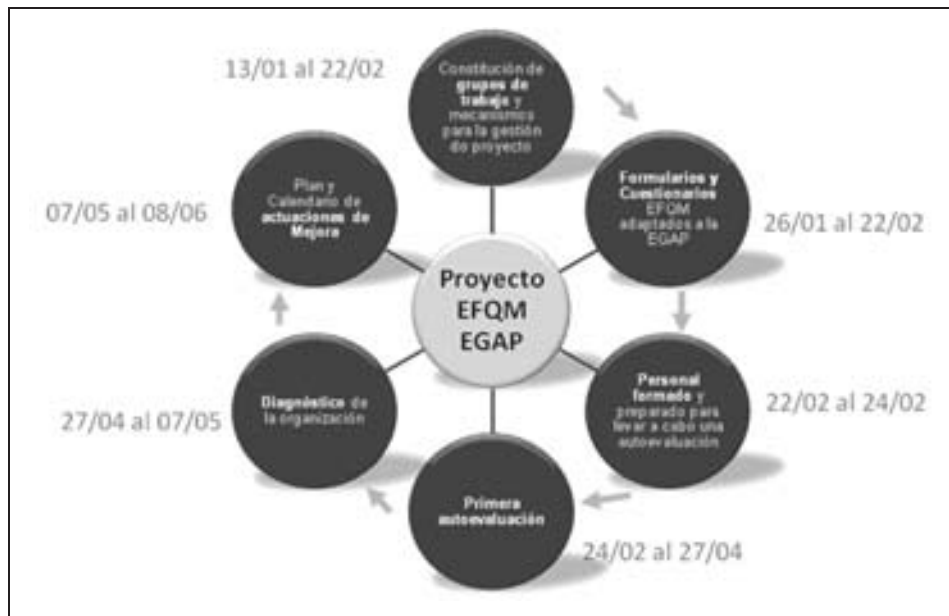 13/01 al 22/02
Constitución de
grupos de
trabajo y
mecanismos
para la gestión
do proyecto
Formularios y
Cuestionarios
EFQM
adaptados a la
EGAP
26/01 al 22/02
Personal
formado y
preparado para
llevar a cabo una
autoevaluación
22/02 al 24/02
Primera
autoevaluación
24/02 al 27/04
Diagnóstico de
la organización
27/04 al 07/05
Plan y
Calendario de
actuaciones de
Mejora
07/05 al 08/06
Proyecto
EFQM
EGAP